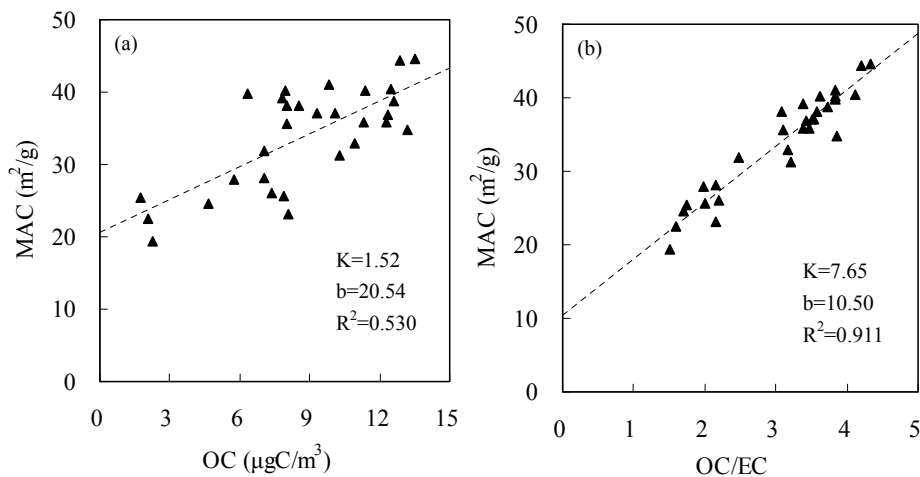 (a)
MAC (m²/g)
50
40
30
20
10
0
K=1.52
b=20.54
R²=0.530
0 3 6 9 12 15
OC (µgC/m³)
(b)
MAC (m²/g)
50
40
30
20
10
0
K=7.65
b=10.50
R²=0.911
0 1 2 3 4 5
OC/EC